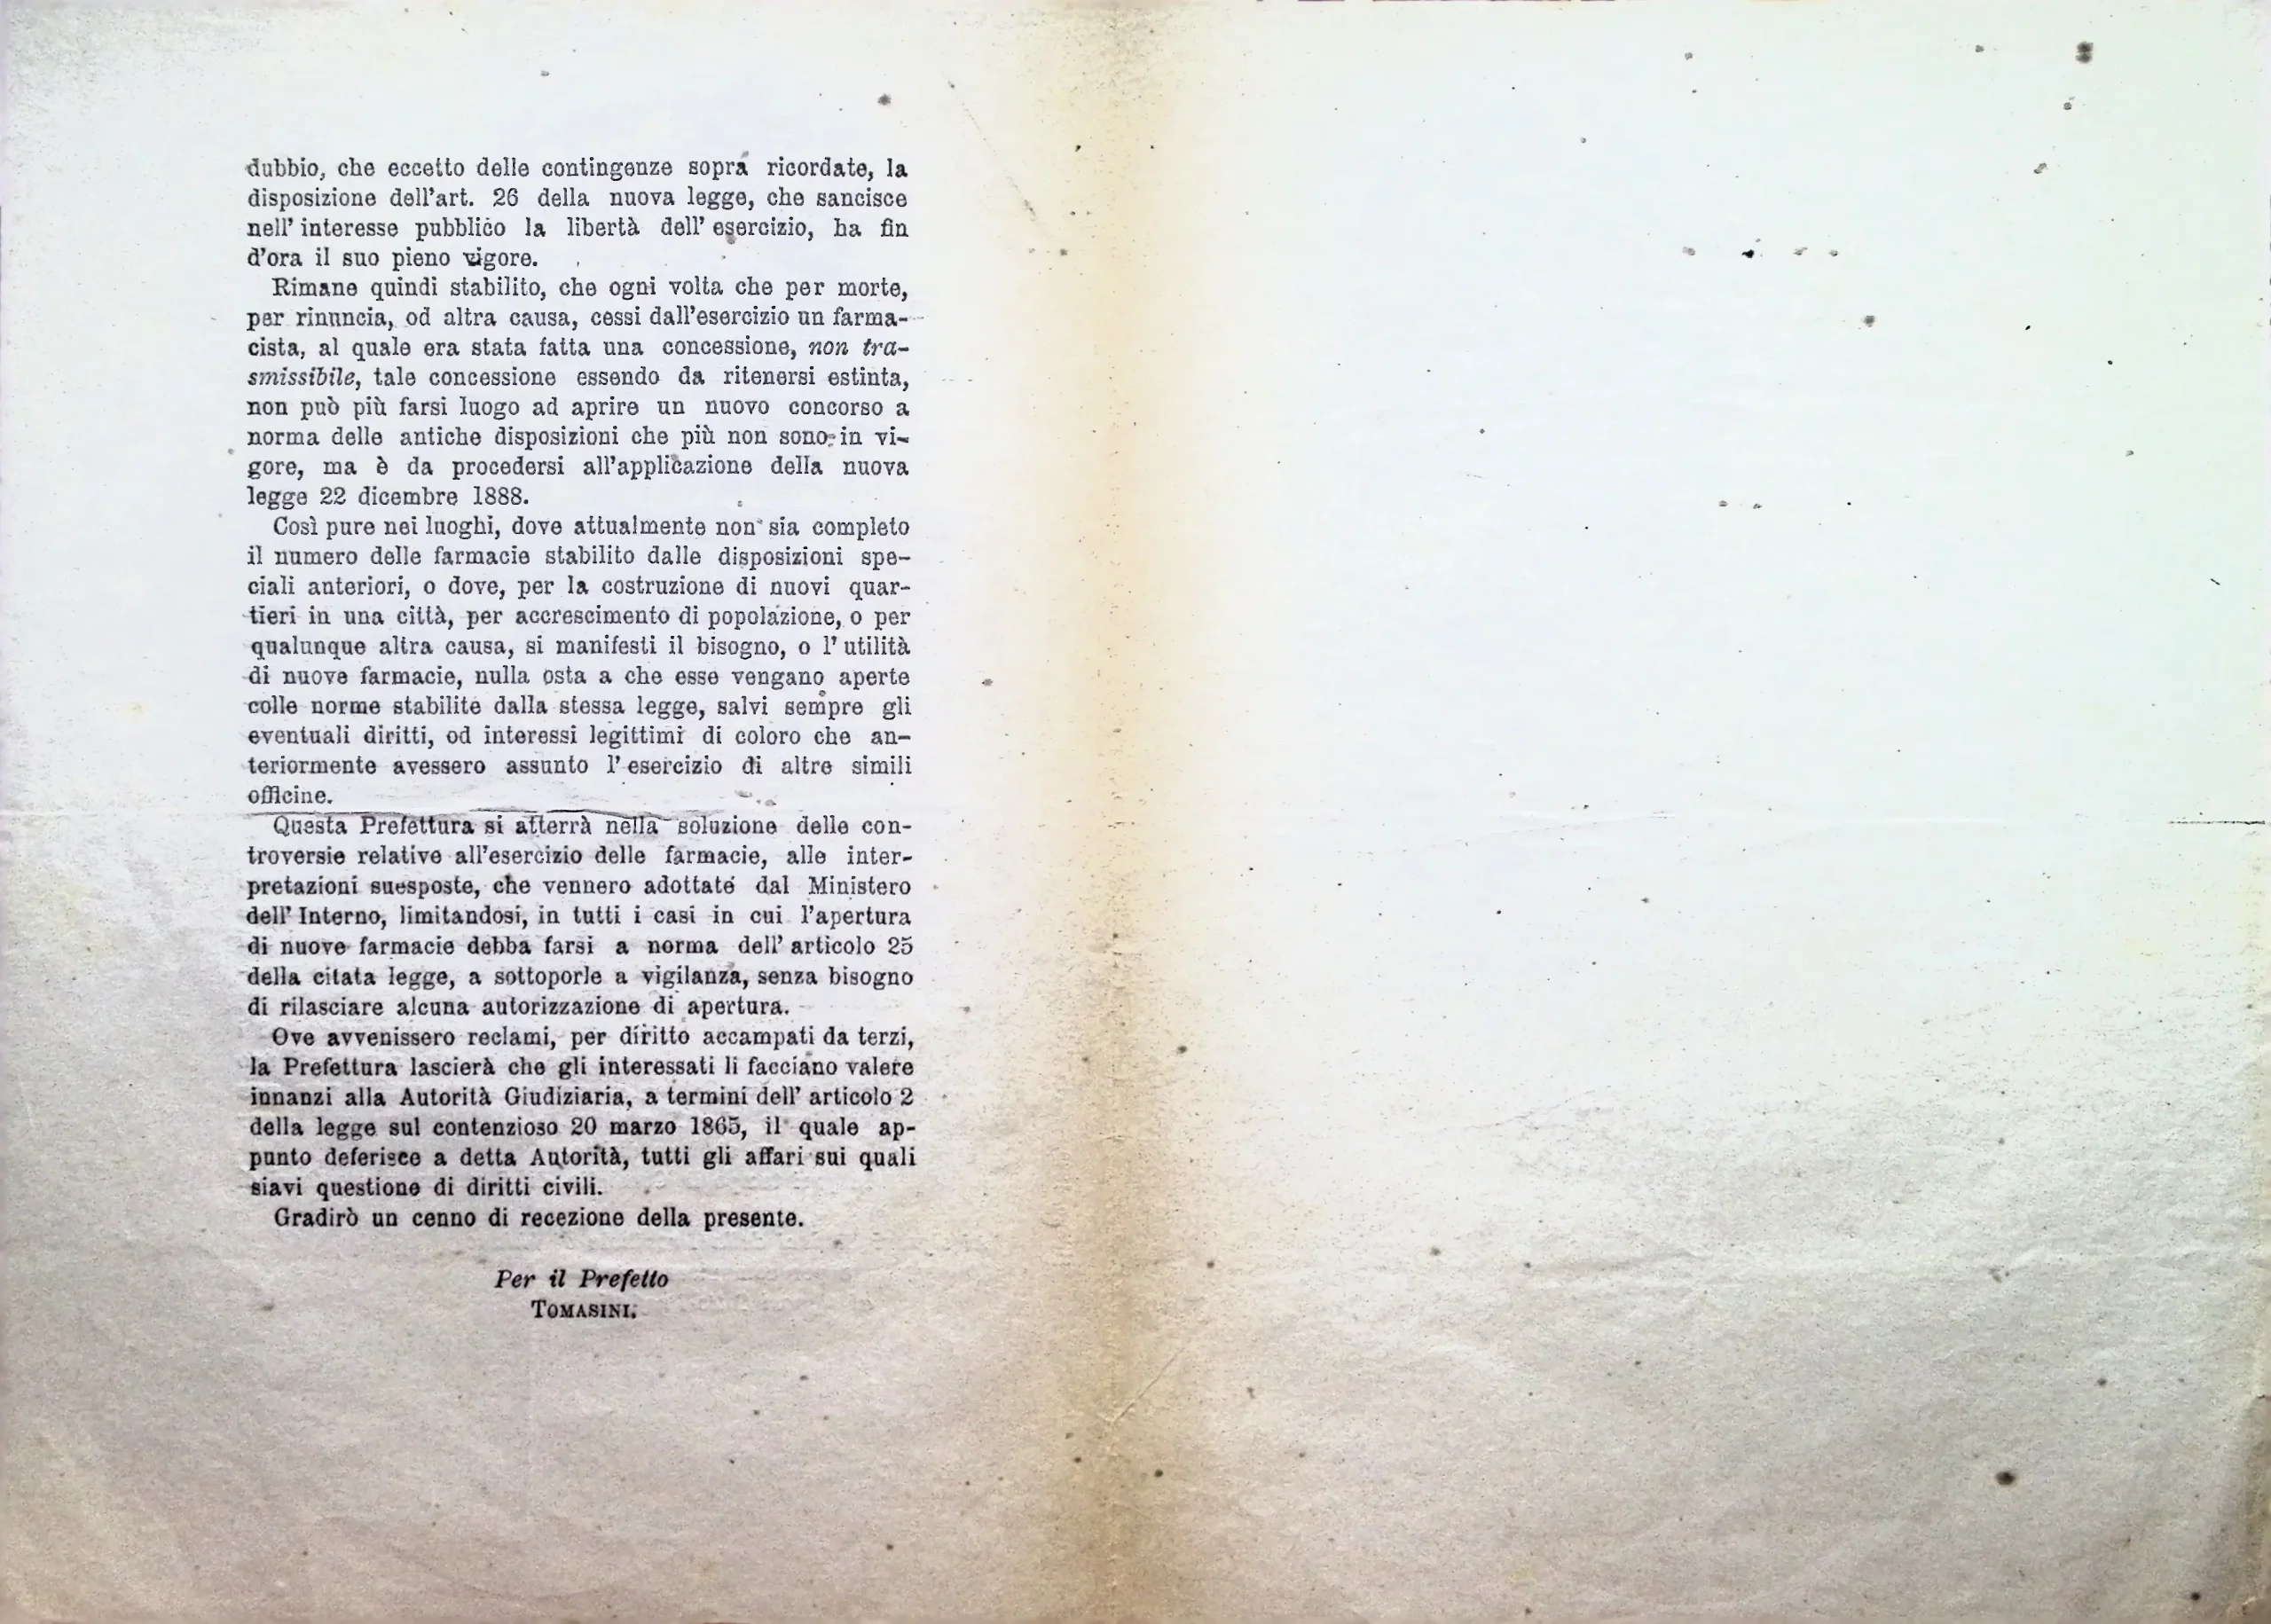 dubbio, che eccetto delle contingenze sopra ricordate, la
disposizione dell'art. 26 della nuova legge, che sancisce
nell' interesse pubblico la libertà dell' esercizio, ha fin
d'ora il suo pieno vigore.
Rimane quindi stabilito, che ogni volta che per morte,
per rinuncia, od altra causa, cessi dall'esercizio un farma-
cista, al quale era stata fatta una concessione, non tra-
smissibile, tale concessione essendo da ritenersi estinta,
non può più farsi luogo ad aprire un nuovo concorso a
norma delle antiche disposizioni che più non sono in vi-
gore, ma è da procedersi all'applicazione della nuova
legge 22 dicembre 1888.
Così pure nei luoghi, dove attualmente non sia completo
il numero delle farmacie stabilito dalle disposizioni spe-
ciali anteriori, o dove, per la costruzione di nuovi quar-
tieri in una città, per accrescimento di popolazione, o per
qualunque altra causa, si manifesti il bisogno, o l' utilità
di nuove farmacie, nulla osta a che esse vengano aperte
colle norme stabilite dalla stessa legge, salvi sempre gli
eventuali diritti, od interessi legittimi di coloro che an-
teriormente avessero assunto l' esercizio di altre simili
officine.
Questa Prefettura si atterrà nella soluzione delle con-
troversie relative all'esercizio delle farmacie, alle inter-
pretazioni suesposte, che vennero adottate dal Ministero
dell' Interno, limitandosi, in tutti i casi in cui l'apertura
di nuove farmacie debba farsi a norma dell' articolo 25
della citata legge, a sottoporle a vigilanza, senza bisogno
di rilasciare alcuna autorizzazione di apertura.
Ove avvenissero reclami, per diritto accampati da terzi,
la Prefettura lascierà che gli interessati li facciano valere
innanzi alla Autorità Giudiziaria, a termini dell' articolo 2
della legge sul contenzioso 20 marzo 1865, il quale ap-
punto deferisce a detta Autorità, tutti gli affari sui quali
siavi questione di diritti civili.
Gradirò un cenno di recezione della presente.
Per il Prefetto
TOMASINI.